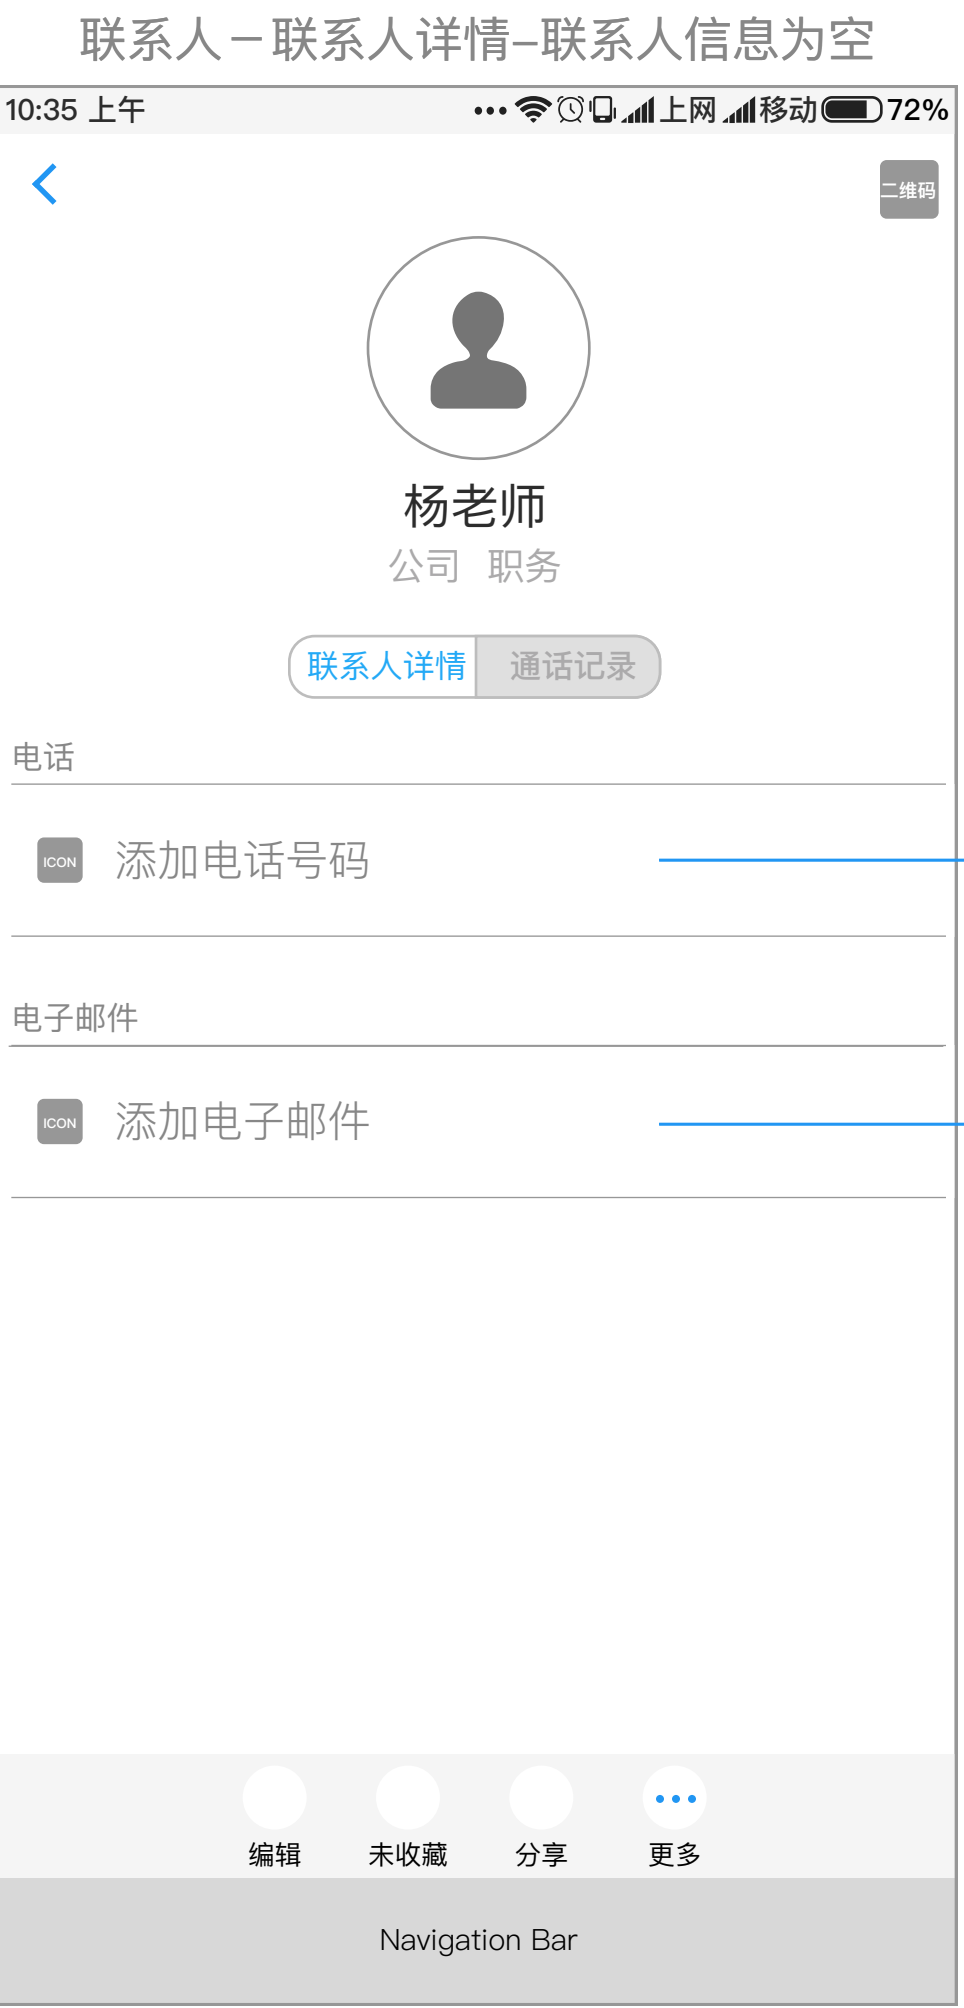 联系人－联系人详情–联系人信息为空
10:35 上午 上网 移动 72%
二维码
杨老师
公司 职务
联系人详情 通话记录
电话
ICON 添加电话号码
电子邮件
ICON 添加电子邮件
编辑 未收藏 分享 更多
Navigation Bar